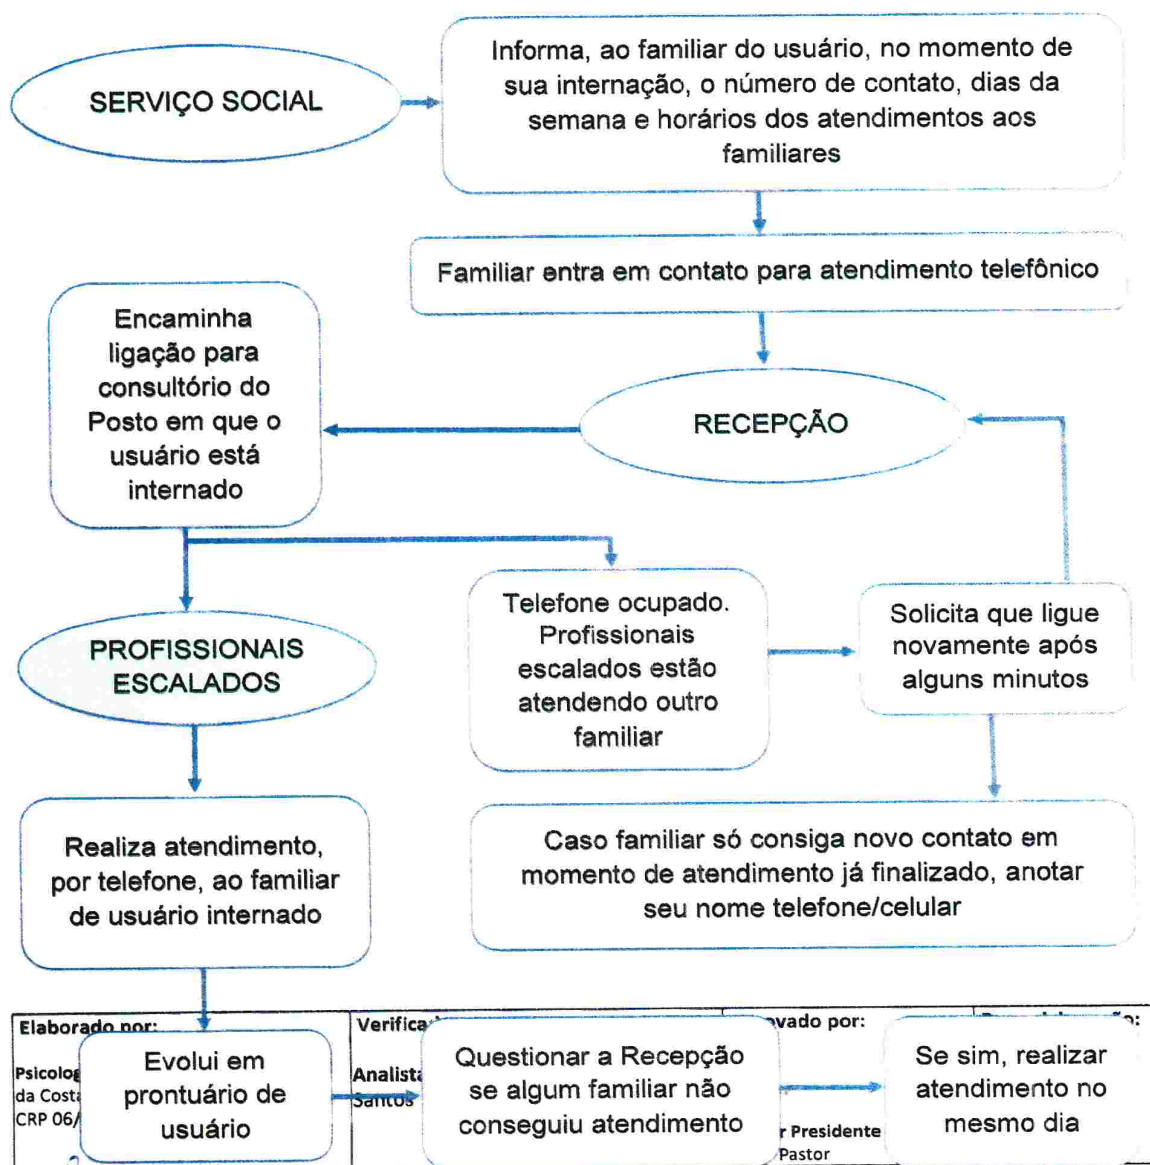 SERVIÇO SOCIAL
Informa, ao familiar do usuário, no momento de
sua internação, o número de contato, dias da
semana e horários dos atendimentos aos
familiares
Familiar entra em contato para atendimento telefônico
Encaminha
ligação para
consultório do
Posto em que o
usuário está
internado
RECEPÇÃO
PROFISSIONAIS
ESCALADOS
Telefone ocupado.
Profissionais
escalados estão
atendendo outro
familiar
Solicita que ligue
novamente após
alguns minutos
Realiza atendimento,
por telefone, ao familiar
de usuário internado
Caso familiar só consiga novo contato em
momento de atendimento já finalizado, anotar
seu nome telefone/celular
Elaborado por:
Psicolog
da Costa
CRP 06/
Evolui em
prontuário de
usuário
Verifica
Analista
Santos
Questionar a Recepção
se algum familiar não
conseguiu atendimento
ovado por:
r Presidente
Pastor
Se sim, realizar
atendimento no
mesmo dia